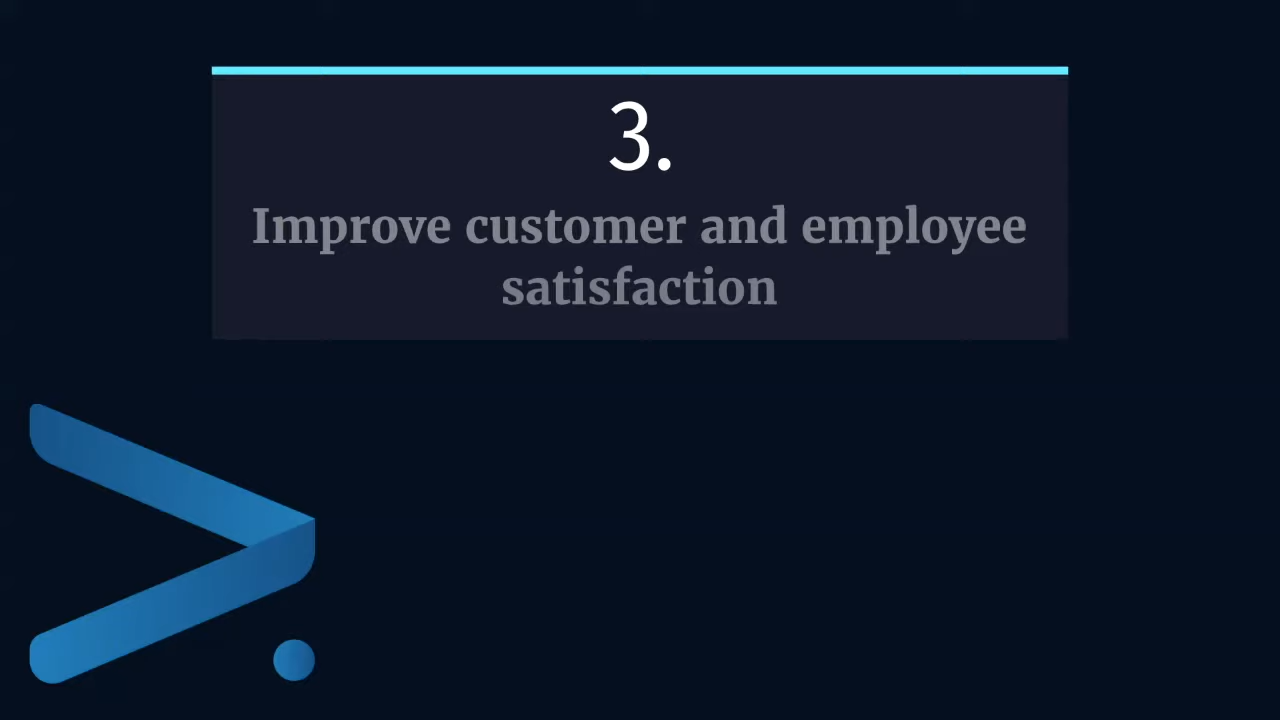 3.
Improve customer and employee
satisfaction